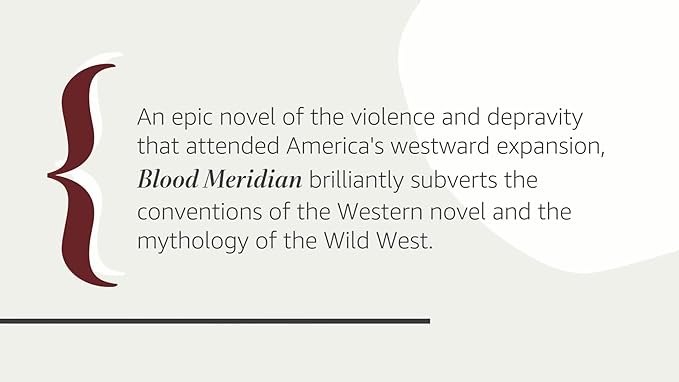 An epic novel of the violence and depravity
that attended America's westward expansion,
Blood Meridian brilliantly subverts the
conventions of the Western novel and the
mythology of the Wild West.